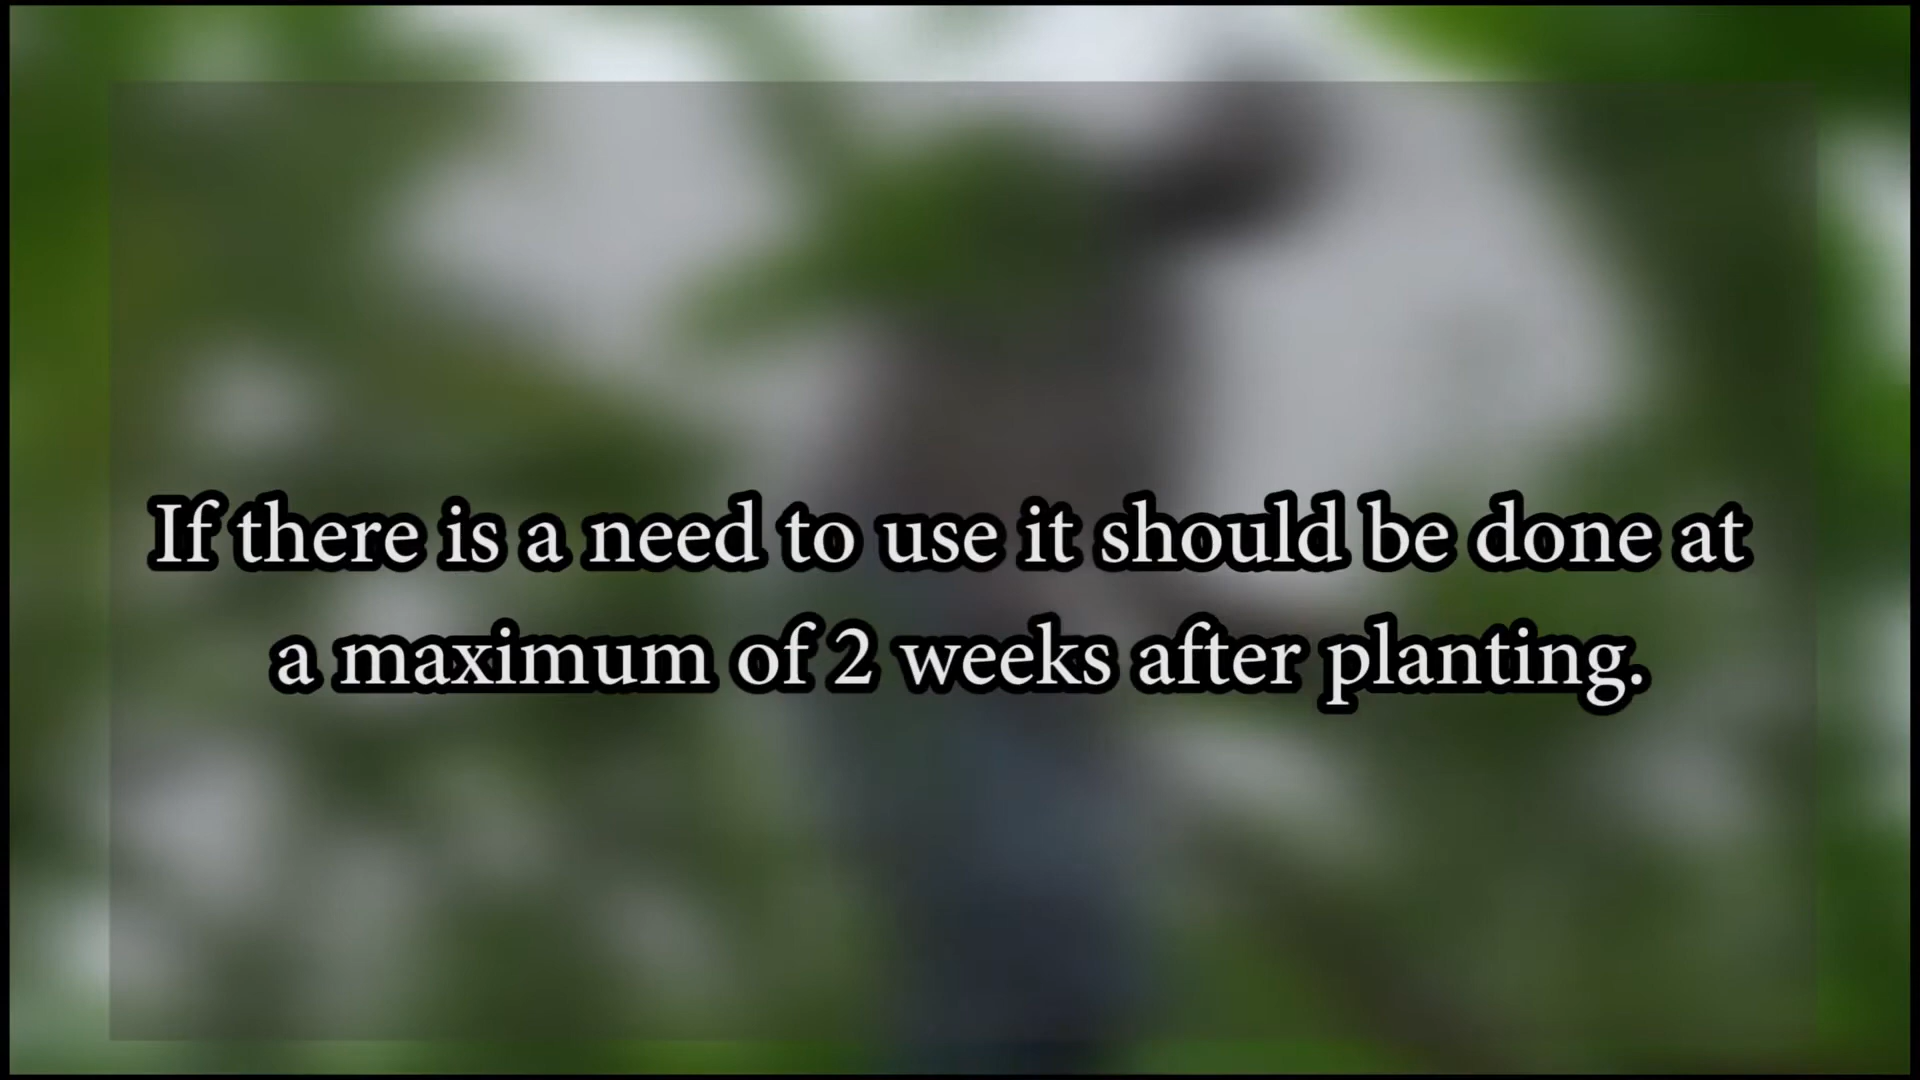 If there is a need to use it should be done at
a maximum of 2 weeks after planting.